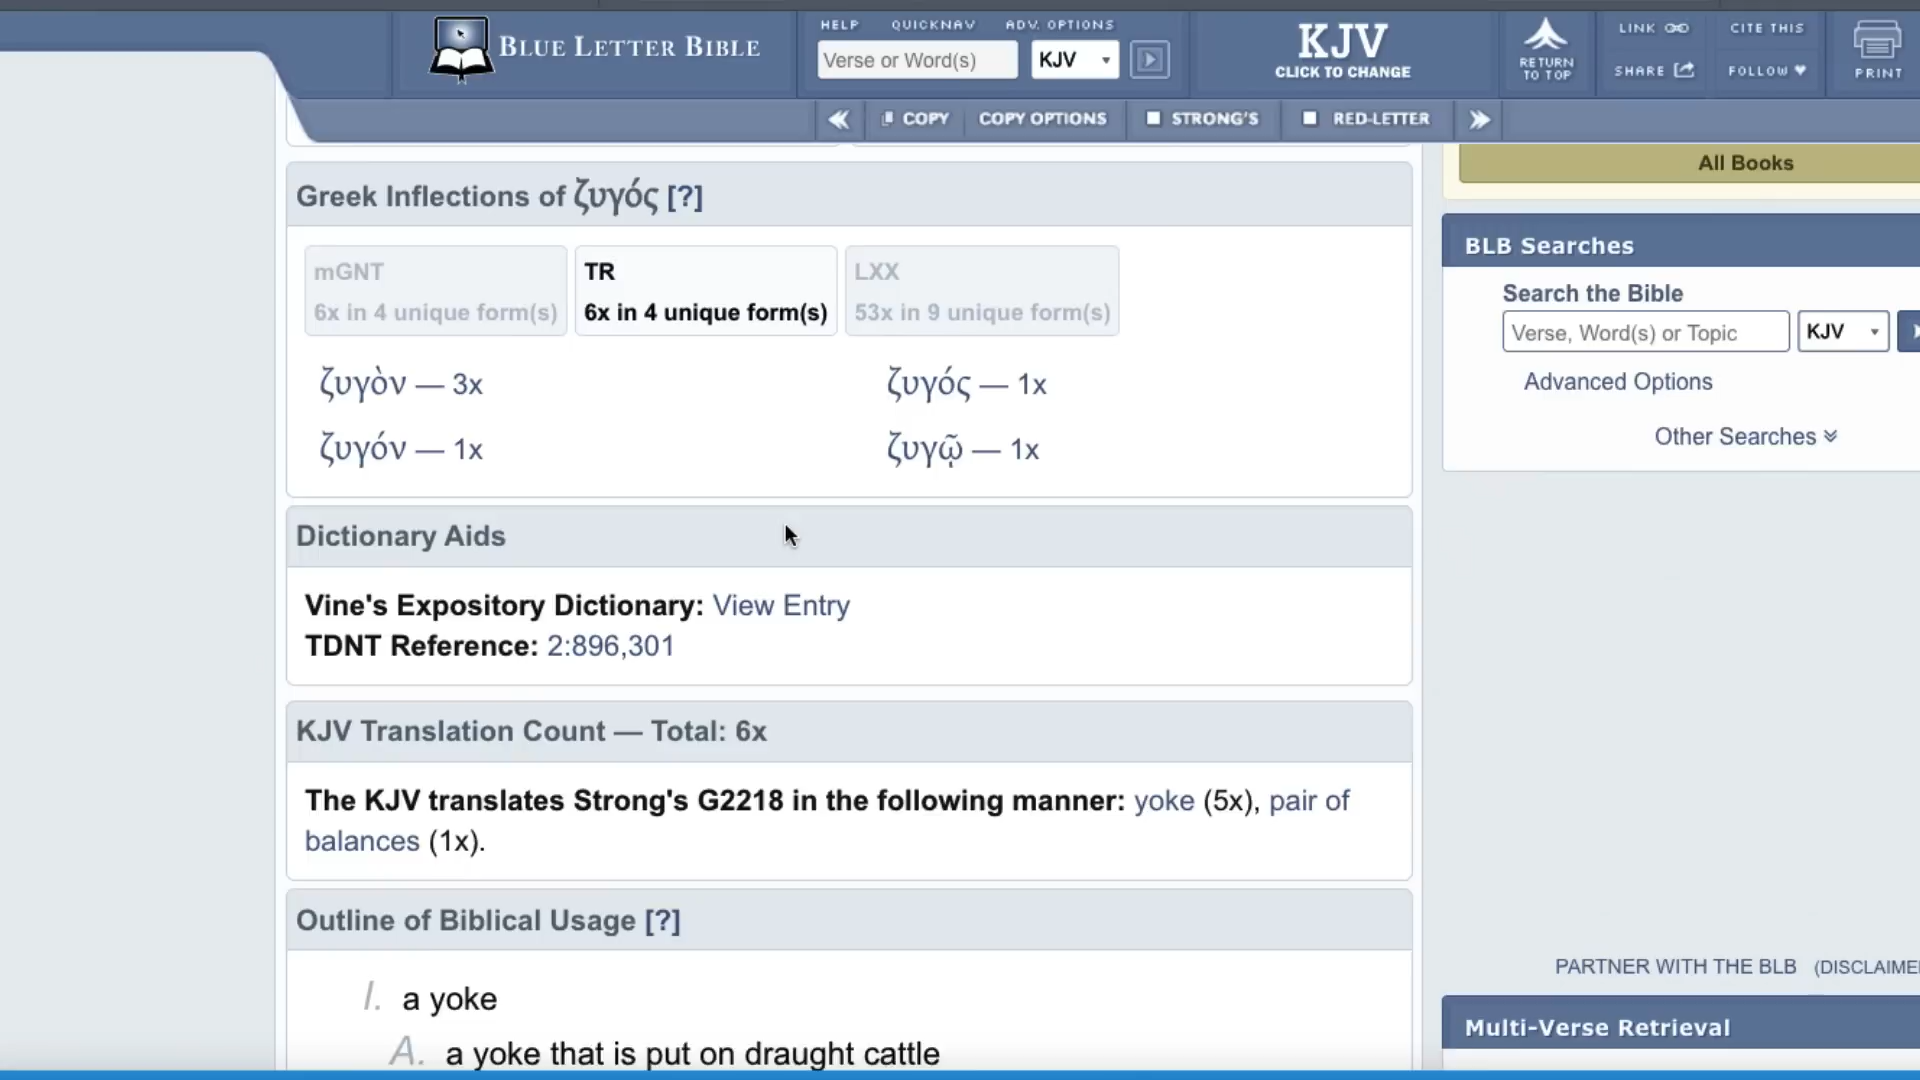 BLUE LETTER BIBLE
HELP QUICKNAV ADV. OPTIONS
Verse or Word(s) KJV
KJV
CLICK TO CHANGE
RETURN
TO TOP
LINK CITE THIS
SHARE FOLLOW
PRINT
COPY COPY OPTIONS STRONG'S RED-LETTER
Greek Inflections of ζυγός [?]
mGNT
6x in 4 unique form(s)
TR
6x in 4 unique form(s)
LXX
53x in 9 unique form(s)
ζυγὸν — 3x
ζυγός — 1x
ζυγόν — 1x
ζυγῷ — 1x
Dictionary Aids
Vine's Expository Dictionary: View Entry
TDNT Reference: 2:896,301
KJV Translation Count — Total: 6x
The KJV translates Strong's G2218 in the following manner: yoke (5x), pair of
balances (1x).
Outline of Biblical Usage [?]
I. a yoke
A. a yoke that is put on draught cattle
All Books
BLB Searches
Search the Bible
Verse, Word(s) or Topic KJV
Advanced Options
Other Searches
PARTNER WITH THE BLB (DISCLAIME
Multi-Verse Retrieval